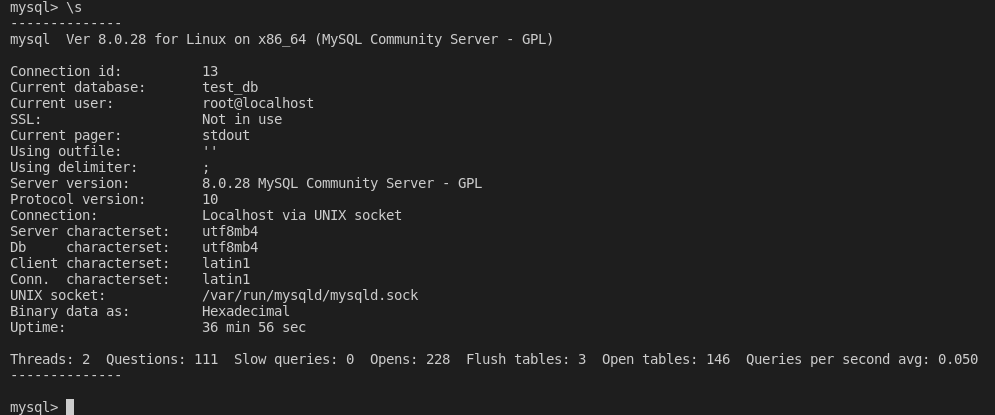 mysql> \s
--------------
mysql  Ver 8.0.28 for Linux on x86_64 (MySQL Community Server - GPL)

Connection id:          13
Current database:       test_db
Current user:           root@localhost
SSL:                    Not in use
Current pager:          stdout
Using outfile:          ''
Using delimiter:        ;
Server version:         8.0.28 MySQL Community Server - GPL
Protocol version:       10
Connection:             Localhost via UNIX socket
Server characterset:    utf8mb4
Db     characterset:    utf8mb4
Client characterset:    latin1
Conn.  characterset:    latin1
UNIX socket:            /var/run/mysqld/mysqld.sock
Binary data as:         Hexadecimal
Uptime:                 36 min 56 sec

Threads: 2  Questions: 111  Slow queries: 0  Opens: 228  Flush tables: 3  Open tables: 146  Queries per second avg: 0.050
--------------

mysql>